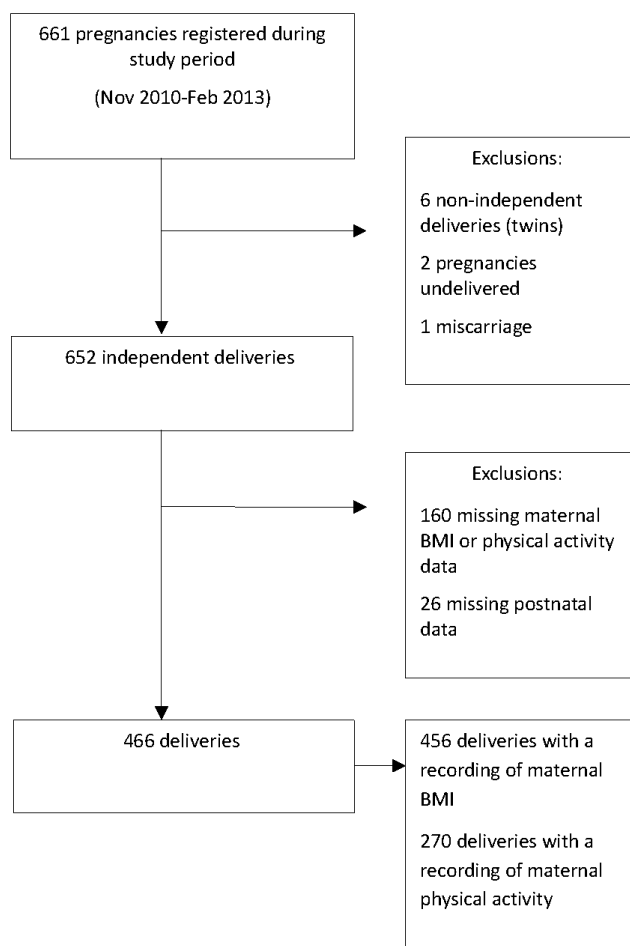 661 pregnancies registered during
study period
(Nov 2010-Feb 2013)
Exclusions:
6 non-independent
deliveries (twins)
2 pregnancies
undelivered
1 miscarriage
652 independent deliveries
Exclusions:
160 missing maternal
BMI or physical activity
data
26 missing postnatal
data
466 deliveries
456 deliveries with a
recording of maternal
BMI
270 deliveries with a
recording of maternal
physical activity